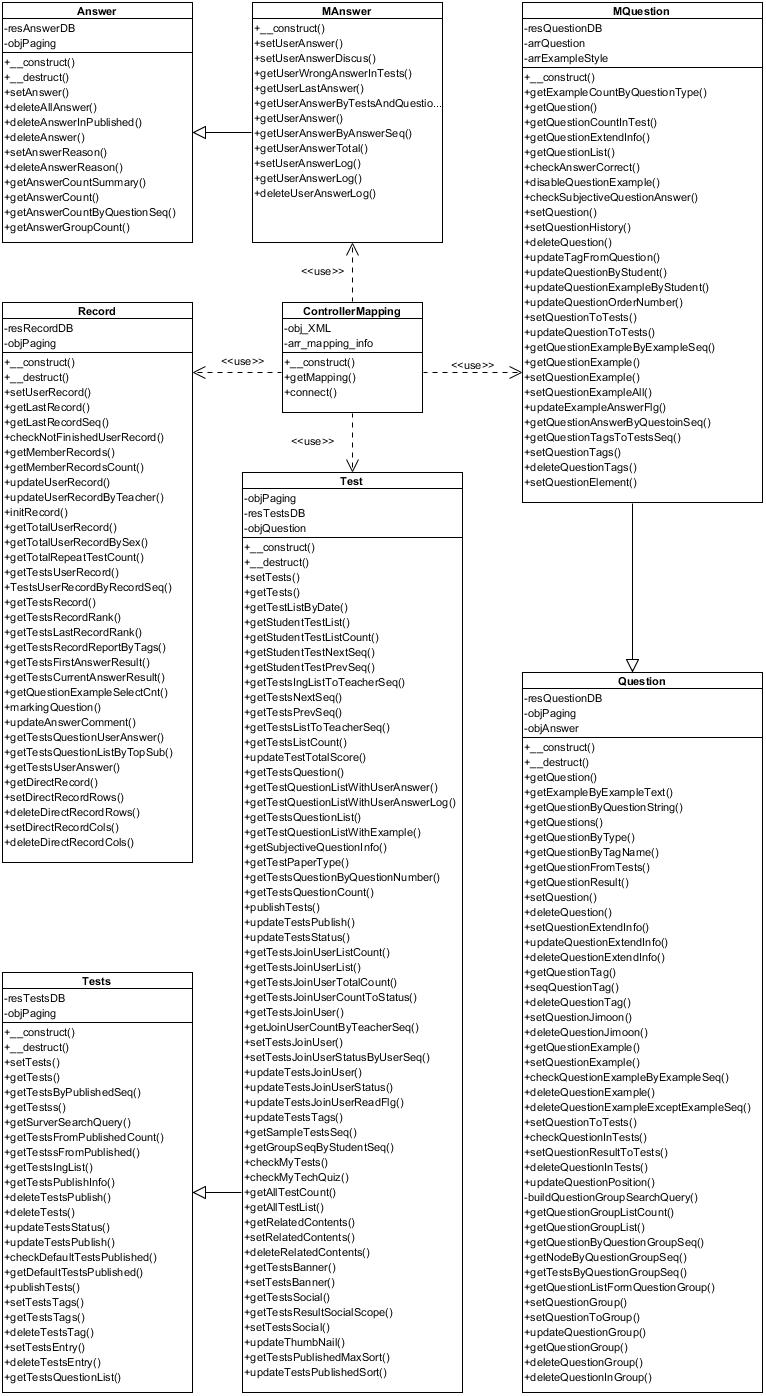 Answer
-resAnswerDB
-objPaging
+__construct()
+__destruct()
+setAnswer()
+deleteAllAnswer()
+deleteAnswerInPublished()
+deleteAnswer()
+setAnswerReason()
+deleteAnswerReason()
+getAnswerCountSummary()
+getAnswerCount()
+getAnswerCountByQuestionSeq()
+getAnswerGroupCount()
MAnswer
+__construct()
+setUserAnswer()
+setUserAnswerDiscus()
+getUserWrongAnswerInTests()
+getUserLastAnswer()
+getUserAnswerByTestsAndQuestio...
+getUserAnswer()
+getUserAnswerByAnswerSeq()
+getUserAnswerTotal()
+setUserAnswerLog()
+getUserAnswerLog()
+deleteUserAnswerLog()
MQuestion
-resQuestionDB
-arrQuestion
-arrExampleStyle
+__construct()
+getExampleCountByQuestionType()
+getQuestion()
+getQuestionCountInTest()
+getQuestionExtendInfo()
+getQuestionList()
+checkAnswerCorrect()
+disableQuestionExample()
+checkSubjectiveQuestionAnswer()
+setQuestion()
+setQuestionHistory()
+deleteQuestion()
+updateTagFromQuestion()
+updateQuestionByStudent()
+updateQuestionExampleByStudent()
+updateQuestionOrderNumber()
+setQuestionToTests()
+updateQuestionToTests()
+getQuestionExampleByExampleSeq()
+getQuestionExample()
+setQuestionExample()
+setQuestionExampleAll()
+updateExampleAnswerFlg()
+getQuestionAnswerByQuestoinSeq()
+getQuestionTagsToTestsSeq()
+setQuestionTags()
+deleteQuestionTags()
+setQuestionElement()
<<use>>
ControllerMapping
-obj_XML
-arr_mapping_info
+__construct()
+getMapping()
+connect()
<<use>>
<<use>>
<<use>>
Record
-resRecordDB
-objPaging
+__construct()
+__destruct()
+setUserRecord()
+getLastRecord()
+getLastRecordSeq()
+checkNotFinishedUserRecord()
+getMemberRecords()
+getMemberRecordsCount()
+updateUserRecord()
+updateUserRecordByTeacher()
+initRecord()
+getTotalUserRecord()
+getTotalUserRecordBySex()
+getTotalRepeatTestCount()
+getTestsUserRecord()
+TestsUserRecordByRecordSeq()
+getTestsRecord()
+getTestsRecordRank()
+getTestsLastRecordRank()
+getTestsRecordReportByTags()
+getTestsFirstAnswerResult()
+getTestsCurrentAnswerResult()
+getQuestionExampleSelectCnt()
+markingQuestion()
+updateAnswerComment()
+getTestsQuestionUserAnswer()
+getTestsQuestionListByTopSub()
+getTestsUserAnswer()
+getDirectRecord()
+setDirectRecordRows()
+deleteDirectRecordRows()
+setDirectRecordCols()
+deleteDirectRecordCols()
Test
-objPaging
-resTestsDB
-objQuestion
+__construct()
+__destruct()
+setTests()
+getTests()
+getTestListByDate()
+getStudentTestList()
+getStudentTestListCount()
+getStudentTestNextSeq()
+getStudentTestPrevSeq()
+getTestsIngListToTeacherSeq()
+getTestsNextSeq()
+getTestsPrevSeq()
+getTestsListToTeacherSeq()
+getTestsListCount()
+updateTestTotalScore()
+getTestsQuestion()
+getTestQuestionListWithUserAnswer()
+getTestQuestionListWithUserAnswerLog()
+getTestsQuestionList()
+getTestQuestionListWithExample()
+getSubjectiveQuestionInfo()
+getTestPaperType()
+getTestsQuestionByQuestionNumber()
+getTestsQuestionCount()
+publishTests()
+updateTestsPublish()
+updateTestsStatus()
+getTestsJoinUserListCount()
+getTestsJoinUserList()
+getTestsJoinUserTotalCount()
+getTestsJoinUserCountToStatus()
+getTestsJoinUser()
+getJoinUserCountByTeacherSeq()
+setTestsJoinUser()
+setTestsJoinUserStatusByUserSeq()
+updateTestsJoinUser()
+updateTestsJoinUserStatus()
+updateTestsJoinUserReadFlg()
+updateTestsTags()
+getSampleTestsSeq()
+getGroupSeqByStudentSeq()
+checkMyTests()
+checkMyTechQuiz()
+getAllTestCount()
+getAllTestList()
+getRelatedContents()
+setRelatedContents()
+deleteRelatedContents()
+getTestsBanner()
+setTestsBanner()
+getTestsSocial()
+getTestsResultSocialScope()
+setTestsSocial()
+updateThumbNail()
+getTestsPublishedMaxSort()
+updateTestsPublishedSort()
Question
-resQuestionDB
-objPaging
-objAnswer
+__construct()
+__destruct()
+getQuestion()
+getExampleByExampleText()
+getQuestionByQuestionString()
+getQuestions()
+getQuestionByType()
+getQuestionByTagName()
+getQuestionFromTests()
+getQuestionResult()
+setQuestion()
+deleteQuestion()
+setQuestionExtendInfo()
+updateQuestionExtendInfo()
+deleteQuestionExtendInfo()
+getQuestionTag()
+seqQuestionTag()
+deleteQuestionTag()
+setQuestionJimoon()
+deleteQuestionJimoon()
+getQuestionExample()
+setQuestionExample()
+checkQuestionExampleByExampleSeq()
+deleteQuestionExample()
+deleteQuestionExampleExceptExampleSeq()
+setQuestionToTests()
+checkQuestionInTests()
+setQuestionResultToTests()
+deleteQuestionInTests()
+updateQuestionPosition()
-buildQuestionGroupSearchQuery()
+getQuestionGroupListCount()
+getQuestionGroupList()
+getQuestionByQuestionGroupSeq()
+getNodeByQuestionGroupSeq()
+getTestsByQuestionGroupSeq()
+getQuestionListFormQuestionGroup()
+setQuestionGroup()
+setQuestionToGroup()
+updateQuestionGroup()
+getQuestionGroup()
+deleteQuestionGroup()
+deleteQuestionInGroup()
Tests
-resTestsDB
-objPaging
+__construct()
+__destruct()
+setTests()
+getTests()
+getTestsByPublishedSeq()
+getTestss()
+getSurverSearchQuery()
+getTestsFromPublishedCount()
+getTestssFromPublished()
+getTestsIngList()
+getTestsPublishInfo()
+deleteTestsPublish()
+deleteTests()
+updateTestsStatus()
+updateTestsPublish()
+checkDefaultTestsPublished()
+getDefaultTestsPublished()
+publishTests()
+setTestsTags()
+getTestsTags()
+deleteTestsTag()
+setTestsEntry()
+deleteTestsEntry()
+getTestsQuestionList()